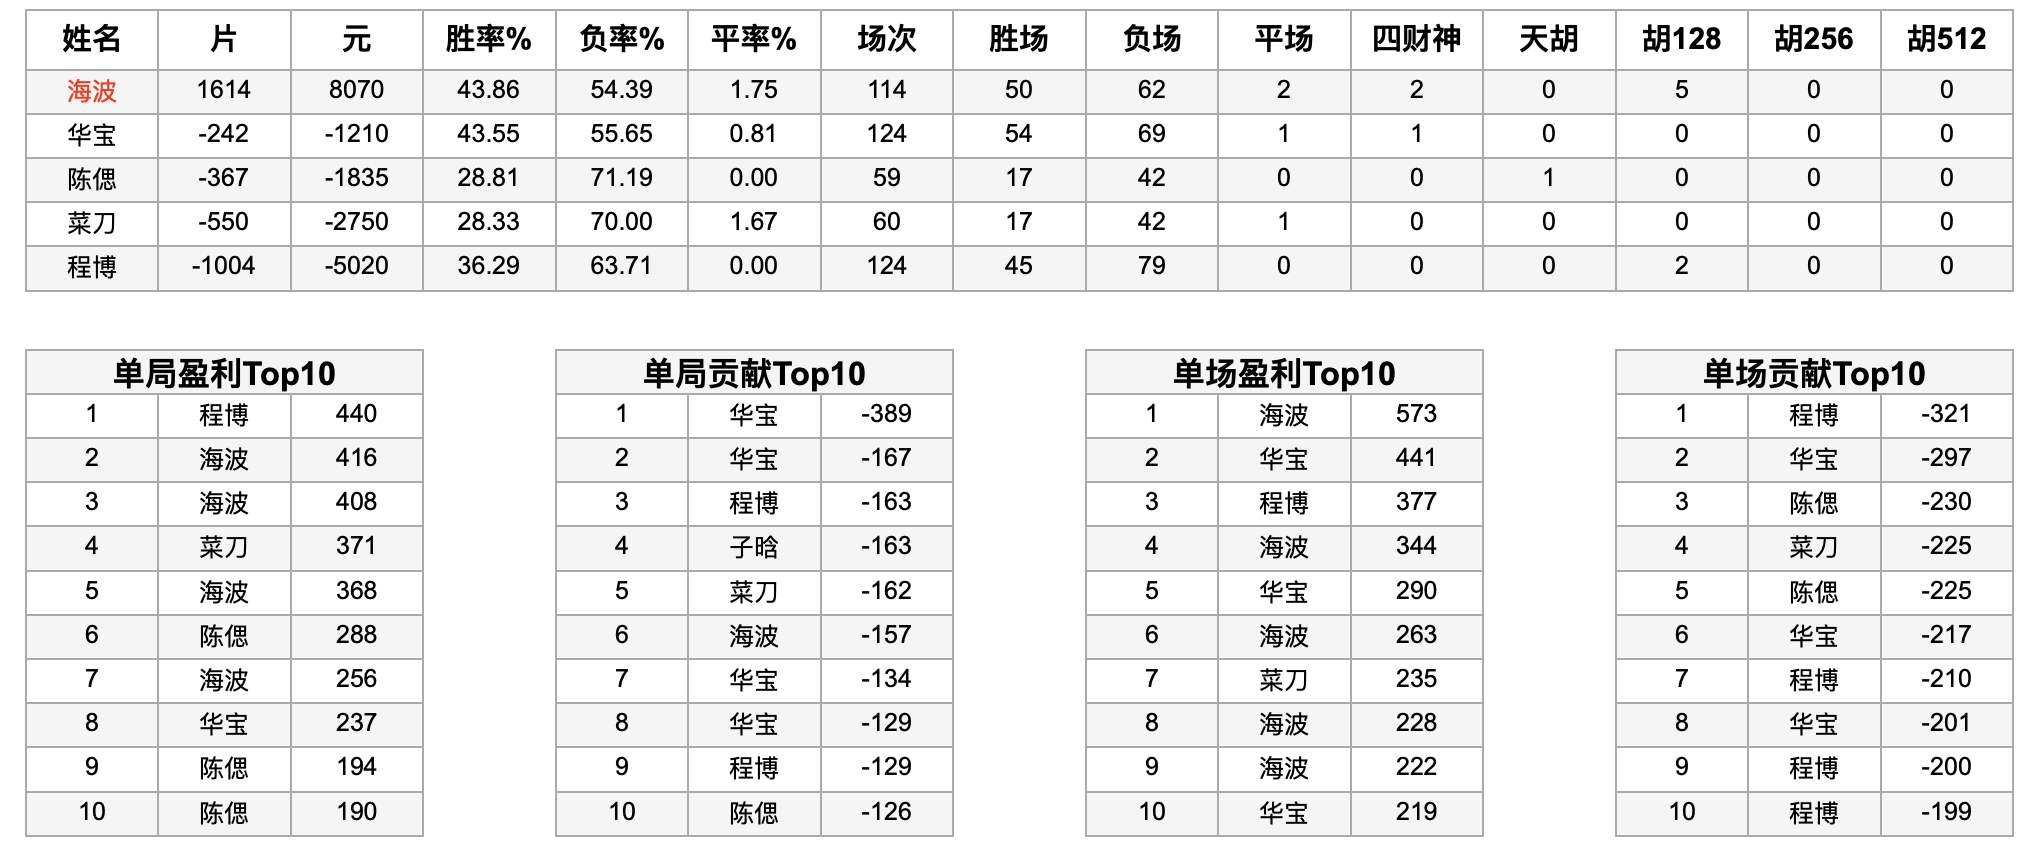 姓名 片 元 胜率% 负率% 平率% 场次 胜场 负场 平场 四财神 天胡 胡128 胡256 胡512
海波 1614 8070 43.86 54.39 1.75 114 50 62 2 2 0 5 0 0
华宝 -242 -1210 43.55 55.65 0.81 124 54 69 1 1 0 0 0 0
陈偲 -367 -1835 28.81 71.19 0.00 59 17 42 0 0 1 0 0 0
菜刀 -550 -2750 28.33 70.00 1.67 60 17 42 1 0 0 0 0 0
程博 -1004 -5020 36.29 63.71 0.00 124 45 79 0 0 0 2 0 0
单局盈利Top10
1 程博 440
2 海波 416
3 海波 408
4 菜刀 371
5 海波 368
6 陈偲 288
7 海波 256
8 华宝 237
9 陈偲 194
10 陈偲 190
单局贡献Top10
1 华宝 -389
2 华宝 -167
3 程博 -163
4 子晗 -163
5 菜刀 -162
6 海波 -157
7 华宝 -134
8 华宝 -129
9 程博 -129
10 陈偲 -126
单场盈利Top10
1 海波 573
2 华宝 441
3 程博 377
4 海波 344
5 华宝 290
6 海波 263
7 菜刀 235
8 海波 228
9 海波 222
10 华宝 219
单场贡献Top10
1 程博 -321
2 华宝 -297
3 陈偲 -230
4 菜刀 -225
5 陈偲 -225
6 华宝 -217
7 程博 -210
8 华宝 -201
9 程博 -200
10 程博 -199